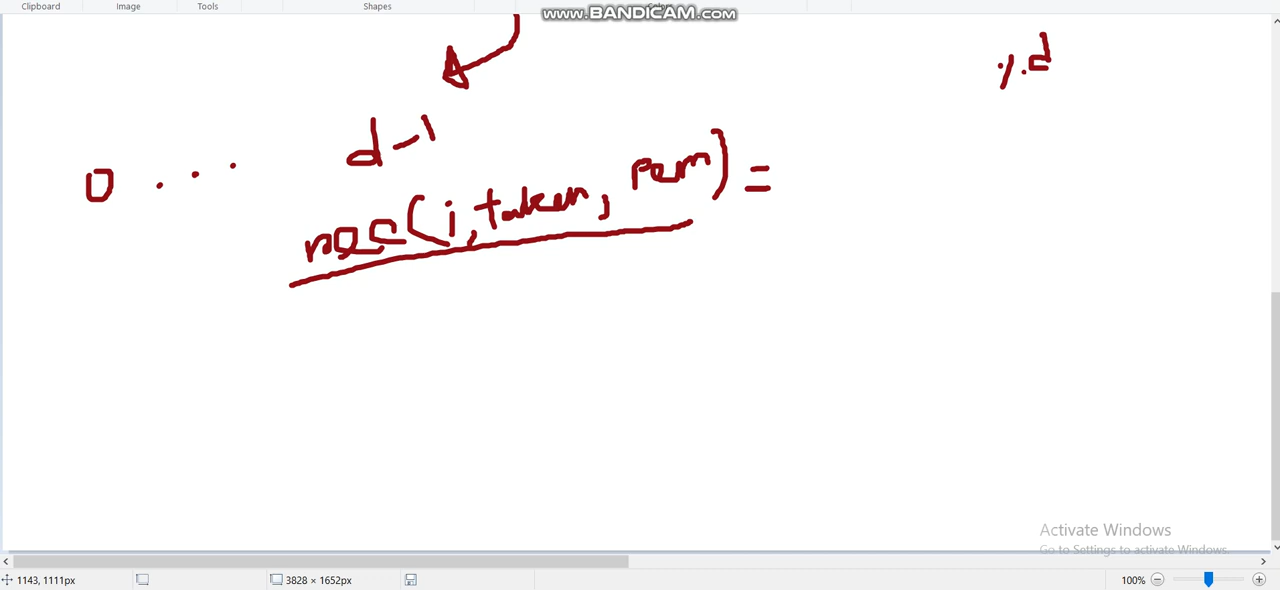 Clipboard Image Tools Shapes Colors
www.BANDICAM.com
%d
d-1
0 . . .
rec(i, taken, rem) =
Activate Windows
Go to Settings to activate Windows.
1143, 1111px 3828 × 1652px 100%